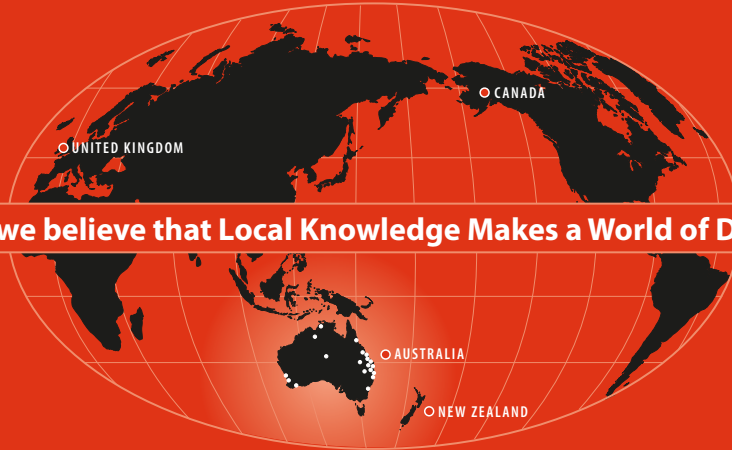 CANADA
UNITED KINGDOM
we believe that Local Knowledge Makes a World of D
AUSTRALIA
NEW ZEALAND